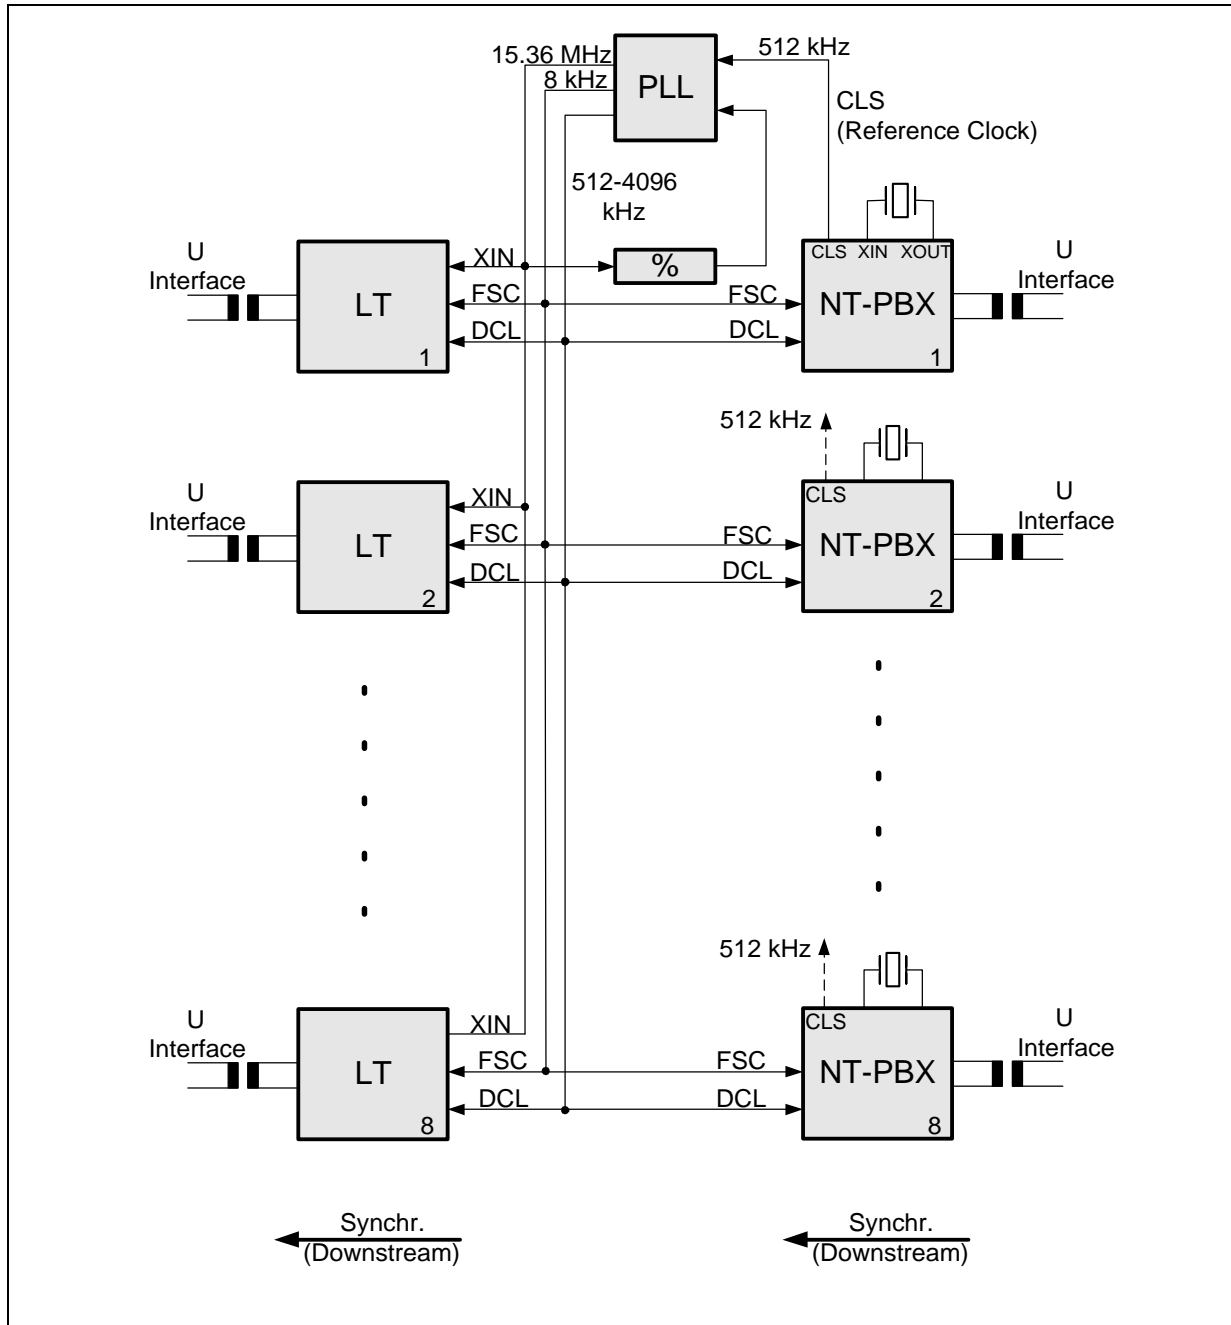 15.36 MHz
8 kHz
PLL
512 kHz
CLS
(Reference Clock)
512-4096
kHz
U
Interface
LT
1
XIN
FSC
DCL
%
FSC
DCL
CLS XIN XOUT
NT-PBX
1
U
Interface
U
Interface
LT
2
XIN
FSC
DCL
512 kHz
FSC
DCL
CLS
NT-PBX
2
U
Interface
U
Interface
LT
8
XIN
FSC
DCL
512 kHz
FSC
DCL
CLS
NT-PBX
8
U
Interface
Synchr.
(Downstream)
Synchr.
(Downstream)